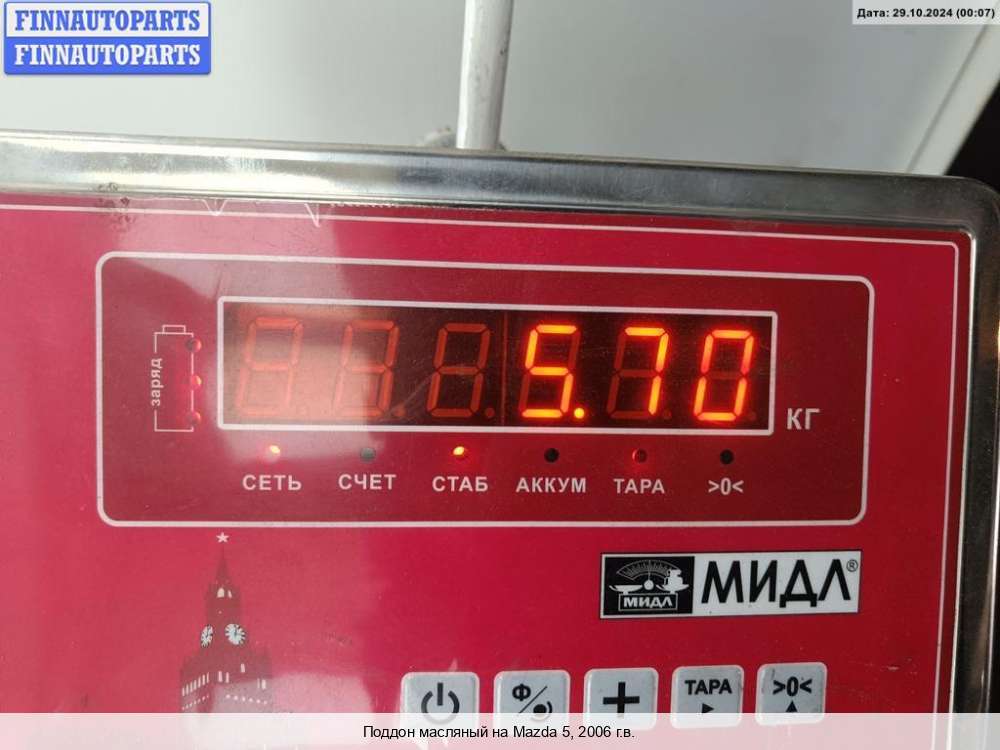 FINNAUTOPARTS
FINNAUTOPARTS
Дата: 29.10.2024 (00:07)
заряд
5.70
КГ
СЕТЬ СЧЕТ СТАБ АККУМ ТАРА >0<
МИДЛ МИДЛ®
Ф ТАРА >0<
Поддон масляный на Mazda 5, 2006 г.в.